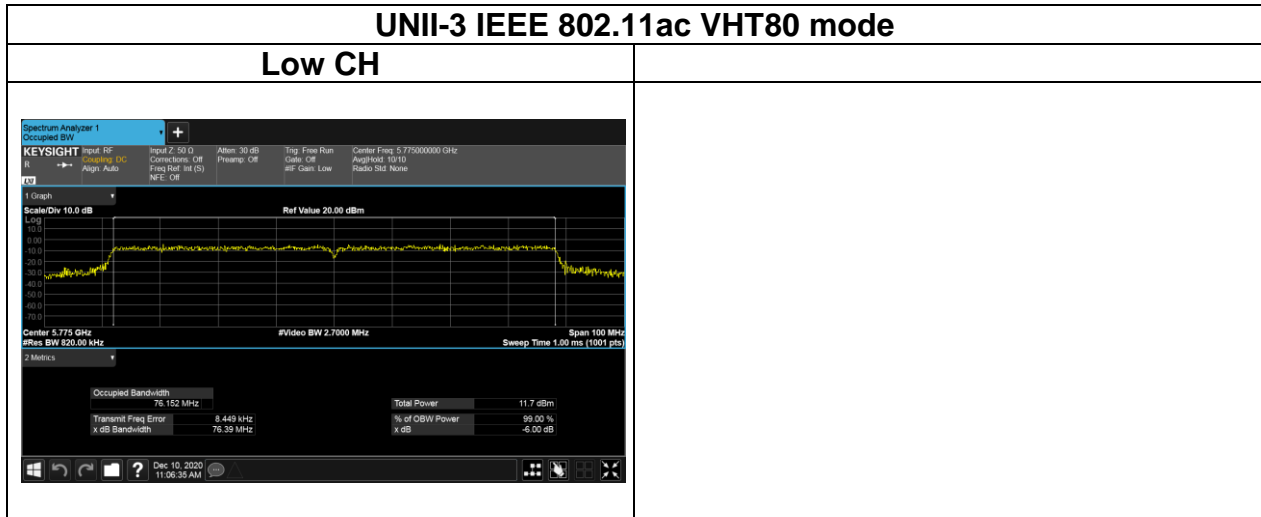 UNII-3 IEEE 802.11ac VHT80 mode
Low CH
Spectrum Analyzer 1
Occupied BW
KEYSIGHT Input: RF Input Z: 50 Ω Atten: 30 dB Trig: Free Run Center Freq: 5.775000000 GHz
R Coupling: DC Corrections: Off Preamp: Off Gate: Off Avg|Hold: 10/10
Align: Auto Freq Ref: Int (S) #IF Gain: Low Radio Std: None
NFE: Off
1 Graph
Scale/Div 10.0 dB Ref Value 20.00 dBm
Log
10.0
0.00
-10.0
-20.0
-30.0
-40.0
-50.0
-60.0
-70.0
Center 5.775 GHz #Video BW 2.7000 MHz Span 100 MHz
#Res BW 820.00 kHz Sweep Time 1.00 ms (1001 pts)
2 Metrics
Occupied Bandwidth
76.152 MHz Total Power 11.7 dBm
Transmit Freq Error 8.449 kHz % of OBW Power 99.00 %
x dB Bandwidth 76.39 MHz x dB -6.00 dB
? Dec 10, 2020
11:06:35 AM